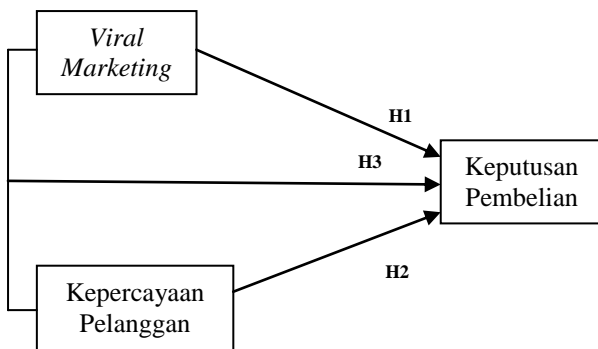 Viral
Marketing
H1
H3
Keputusan
Pembelian
H2
Kepercayaan
Pelanggan